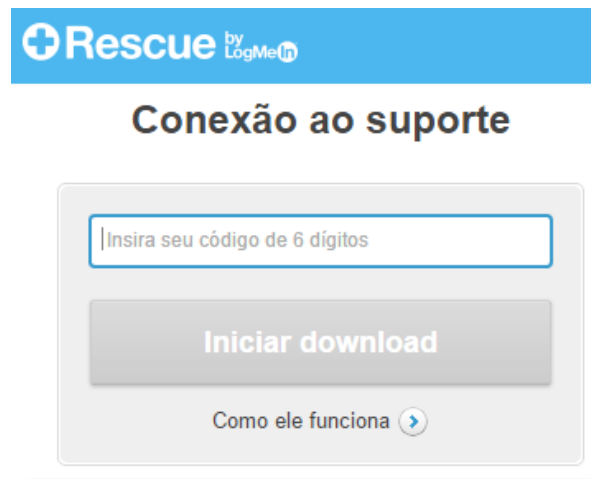 Rescue by LogMeIn
Conexão ao suporte
Insira seu código de 6 dígitos
Iniciar download
Como ele funciona